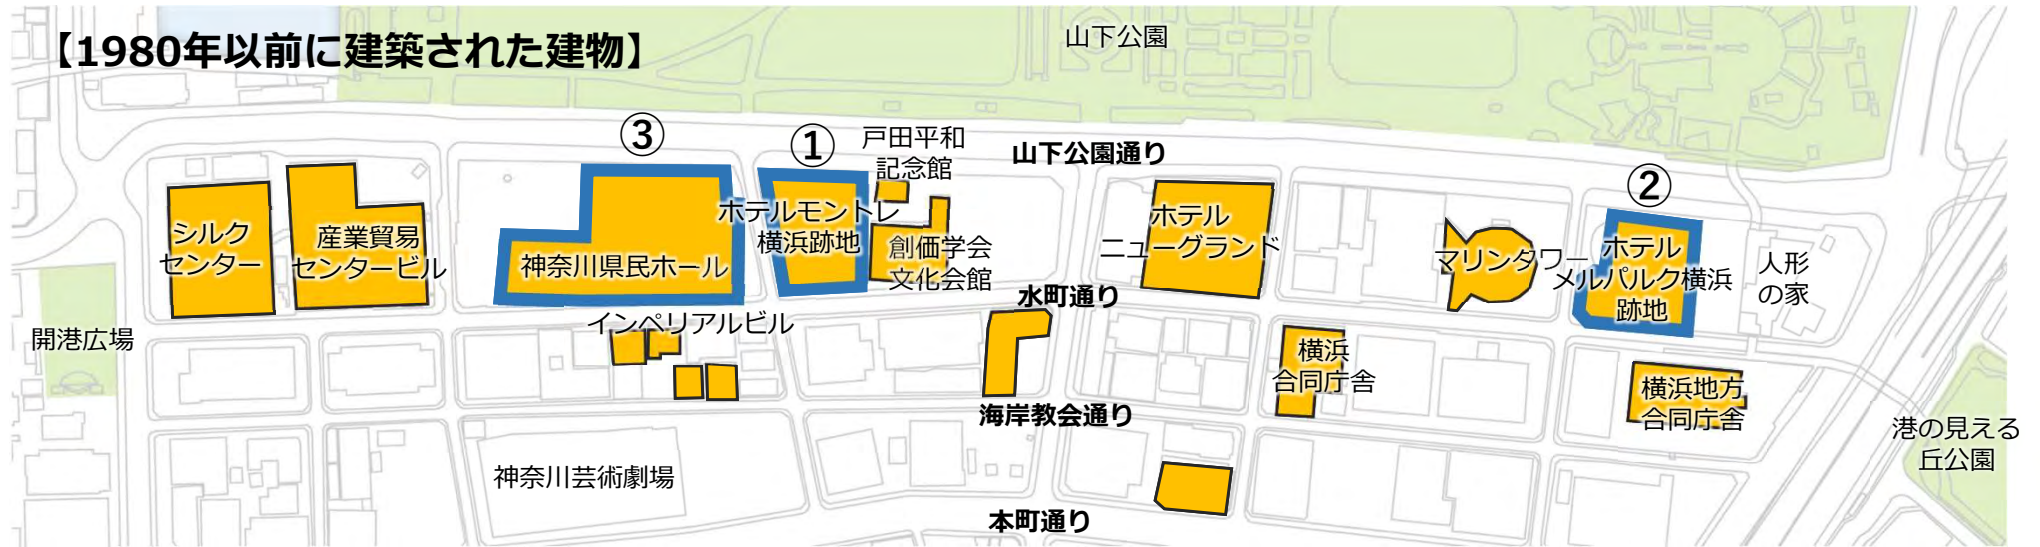 【1980年以前に建築された建物】
山下公園
③
①
戸田平和
記念館
山下公園通り
②
シルク
センター
産業貿易
センタービル
神奈川県民ホール
ホテルモントレ
横浜跡地
創価学会
文化会館
ホテル
ニューグランド
マリンタワー
ホテル
メルパルク横浜
跡地
人形
の家
水町通り
開港広場
インペリアルビル
横浜
合同庁舎
横浜地方
合同庁舎
海岸教会通り
港の見える
丘公園
神奈川芸術劇場
本町通り